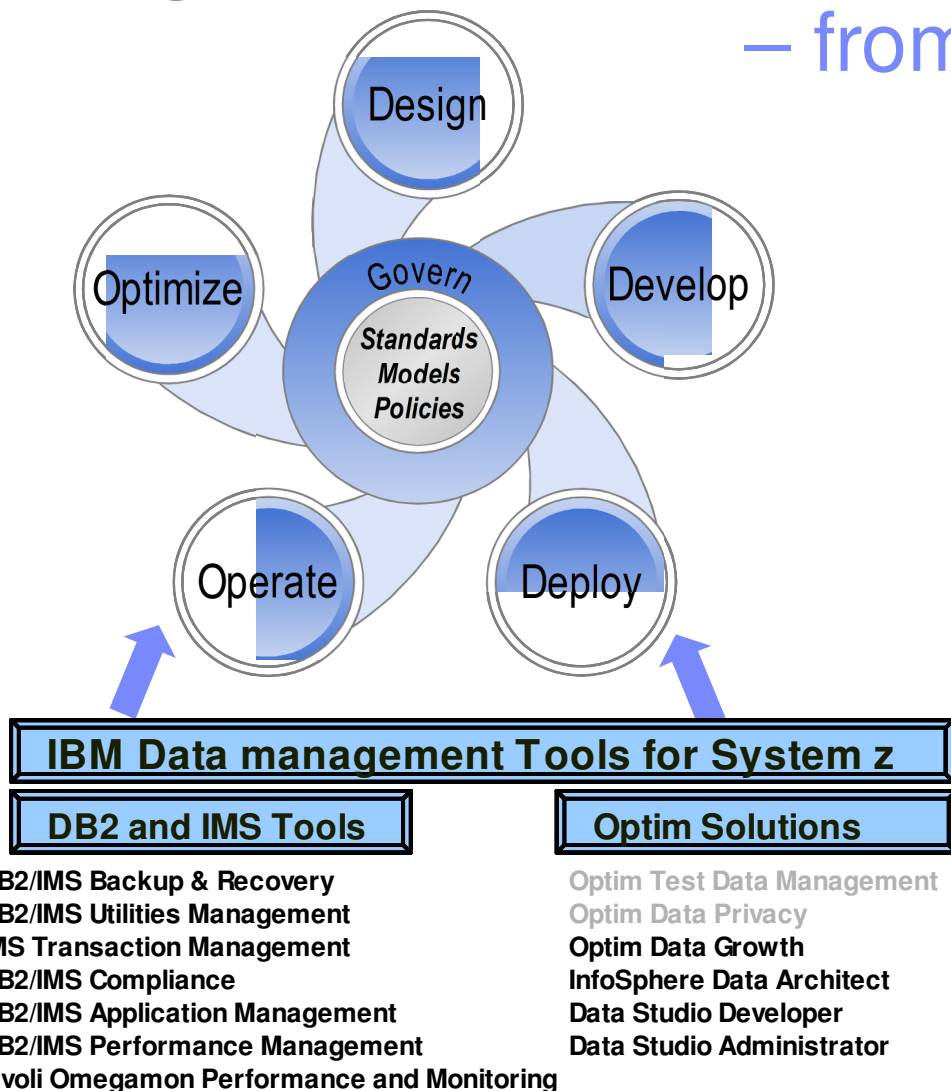 – from
Design
Optimize
Develop
Govern
Standards
Models
Policies
Operate
Deploy
IBM Data management Tools for System z
DB2 and IMS Tools
B2/IMS Backup & Recovery
B2/IMS Utilities Management
MS Transaction Management
B2/IMS Compliance
B2/IMS Application Management
B2/IMS Performance Management
voli Omegamon Performance and Monitoring
Optim Solutions
Optim Test Data Management
Optim Data Privacy
Optim Data Growth
InfoSphere Data Architect
Data Studio Developer
Data Studio Administrator